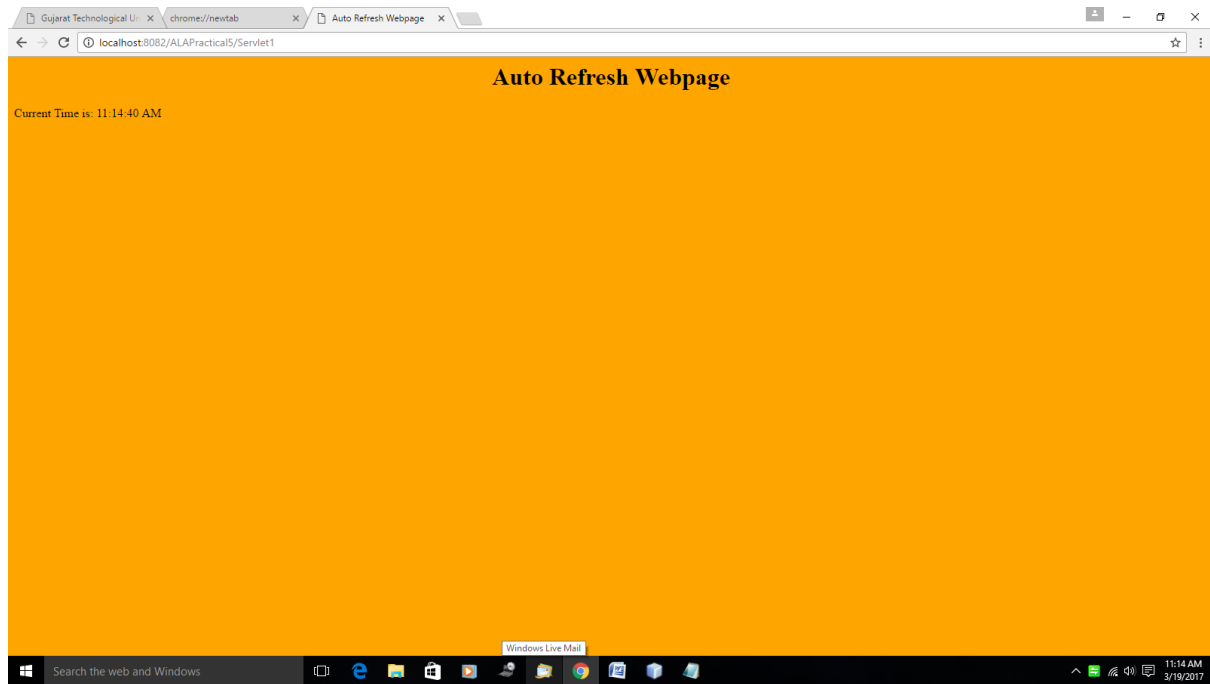 Gujarat Technological Un
chrome://newtab
Auto Refresh Webpage
localhost:8082/ALAPractical5/Servlet1
Auto Refresh Webpage
Current Time is: 11:14:40 AM
Windows Live Mail
Search the web and Windows
11:14 AM
3/19/2017